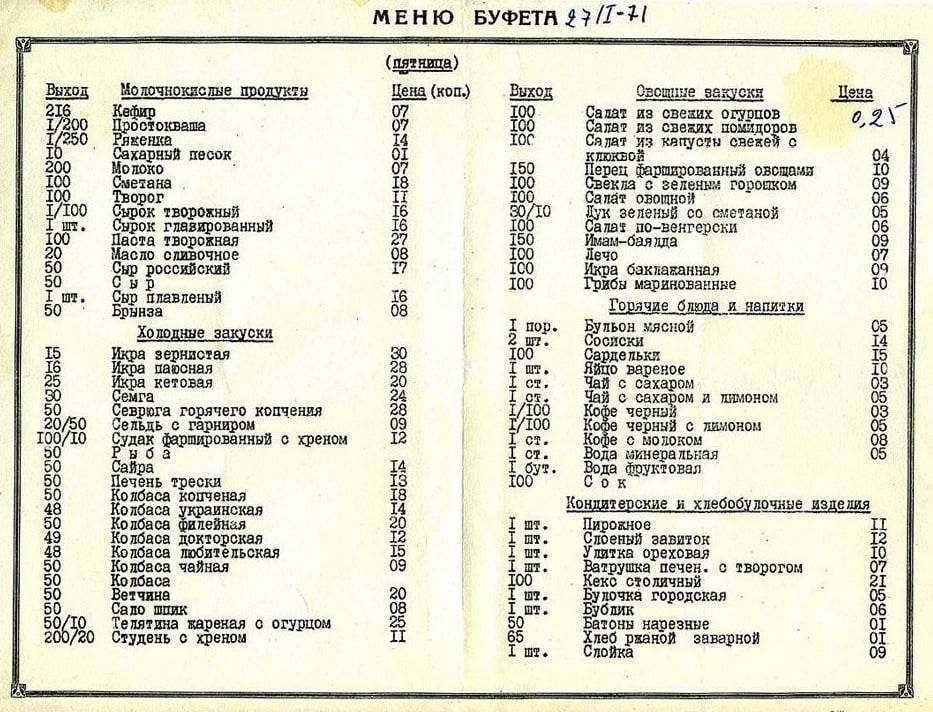 МЕНЮ БУФЕТА 27/I-71
(пятница)
Выход Молочнокислые продукты Цена (коп.)
216 Кефир 07
I/200 Простокваша 07
I/250 Ряженка I4
I0 Сахарный песок 0I
200 Молоко 07
I00 Сметана I8
I00 Творог II
I/I00 Сырок творожный I6
I шт. Сырок глазированный I6
I00 Паста творожная 27
20 Масло сливочное 08
50 Сыр российский I7
50 С ы р
I шт. Сыр плавленый I6
50 Брынза 08
Холодные закуски
I5 Икра зернистая 30
I6 Икра паюсная 28
25 Икра кетовая 20
30 Семга 24
50 Севрюга горячего копчения 28
20/50 Сельдь с гарниром 09
I00/I0 Судак фаршированный с хреном I2
50 Р ы б а
50 Сайра I4
50 Печень трески I3
50 Колбаса копченая I8
48 Колбаса украинская I4
50 Колбаса филейная 20
49 Колбаса докторская I2
48 Колбаса любительская I5
50 Колбаса чайная 09
50 Колбаса
50 Ветчина 20
50 Сало шпик 08
50/I0 Телятина жареная с огурцом 25
200/20 Студень с хреном II
Выход Овощные закуски Цена
I00 Салат из свежих огурцов 0,25
I00 Салат из свежих помидоров
I00 Салат из капусты свежей с
клюквой 04
I50 Перец фаршированный овощами I0
I00 Свекла с зеленым горошком 09
I00 Салат овощной 06
30/I0 Лук зеленый со сметаной 05
I00 Салат по-венгерски 06
I50 Имам-баялда 09
I00 Лечо 07
I00 Икра баклажанная 09
I00 Грибы маринованные I0
Горячие блюда и напитки
I пор. Бульон мясной 05
2 шт. Сосиски I4
I00 Сардельки I5
I шт. Яйцо вареное I0
I ст. Чай с сахаром 03
I ст. Чай с сахаром и лимоном 05
I/I00 Кофе черный 03
I/I00 Кофе черный с лимоном 05
I ст. Кофе с молоком 08
I ст. Вода минеральная 05
I бут. Вода фруктовая
I00 С о к
Кондитерские и хлебобулочные изделия
I шт. Пирожное II
I шт. Слоеный завиток I2
I шт. Улитка ореховая I0
I шт. Ватрушка печен. с творогом 07
I00 Кекс столичный 2I
I шт. Булочка городская 05
I шт. Бублик 06
50 Батоны нарезные 0I
65 Хлеб ржаной заварной 0I
I шт. Слойка 09